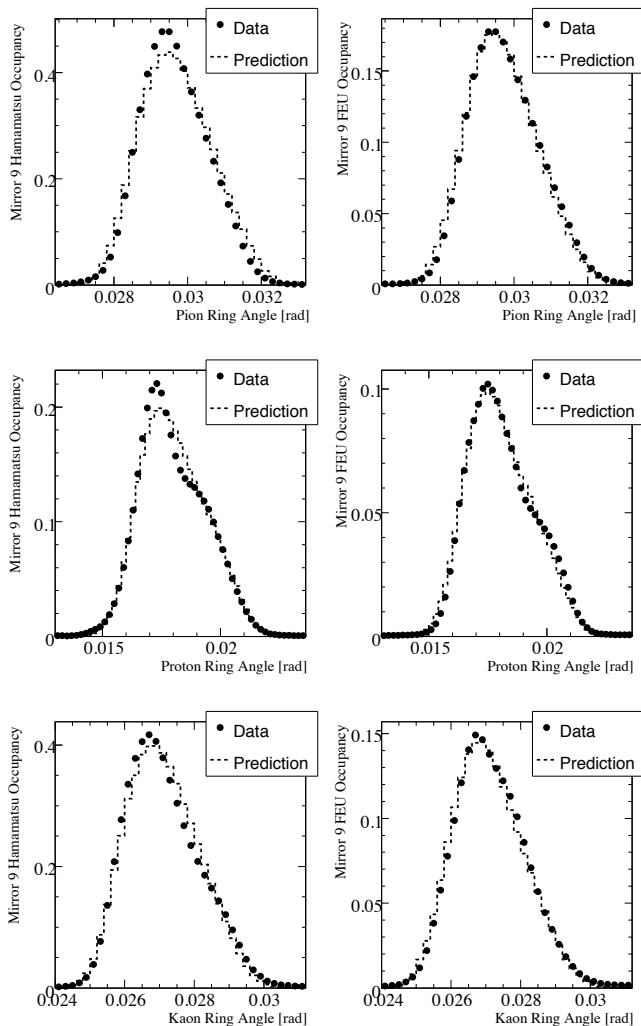 Mirror 9 Hamamatsu Occupancy
Data
Prediction
0.4
0.2
0
0.028
0.03
0.032
Pion Ring Angle [rad]
Mirror 9 FEU Occupancy
Data
Prediction
0.15
0.1
0.05
0
0.028
0.03
0.032
Pion Ring Angle [rad]
Mirror 9 Hamamatsu Occupancy
Data
Prediction
0.2
0.1
0
0.015
0.02
Proton Ring Angle [rad]
Mirror 9 FEU Occupancy
Data
Prediction
0.1
0.05
0
0.015
0.02
Proton Ring Angle [rad]
Mirror 9 Hamamatsu Occupancy
Data
Prediction
0.4
0.2
0
0.024
0.026
0.028
0.03
Kaon Ring Angle [rad]
Mirror 9 FEU Occupancy
Data
Prediction
0.15
0.1
0.05
0
0.024
0.026
0.028
0.03
Kaon Ring Angle [rad]